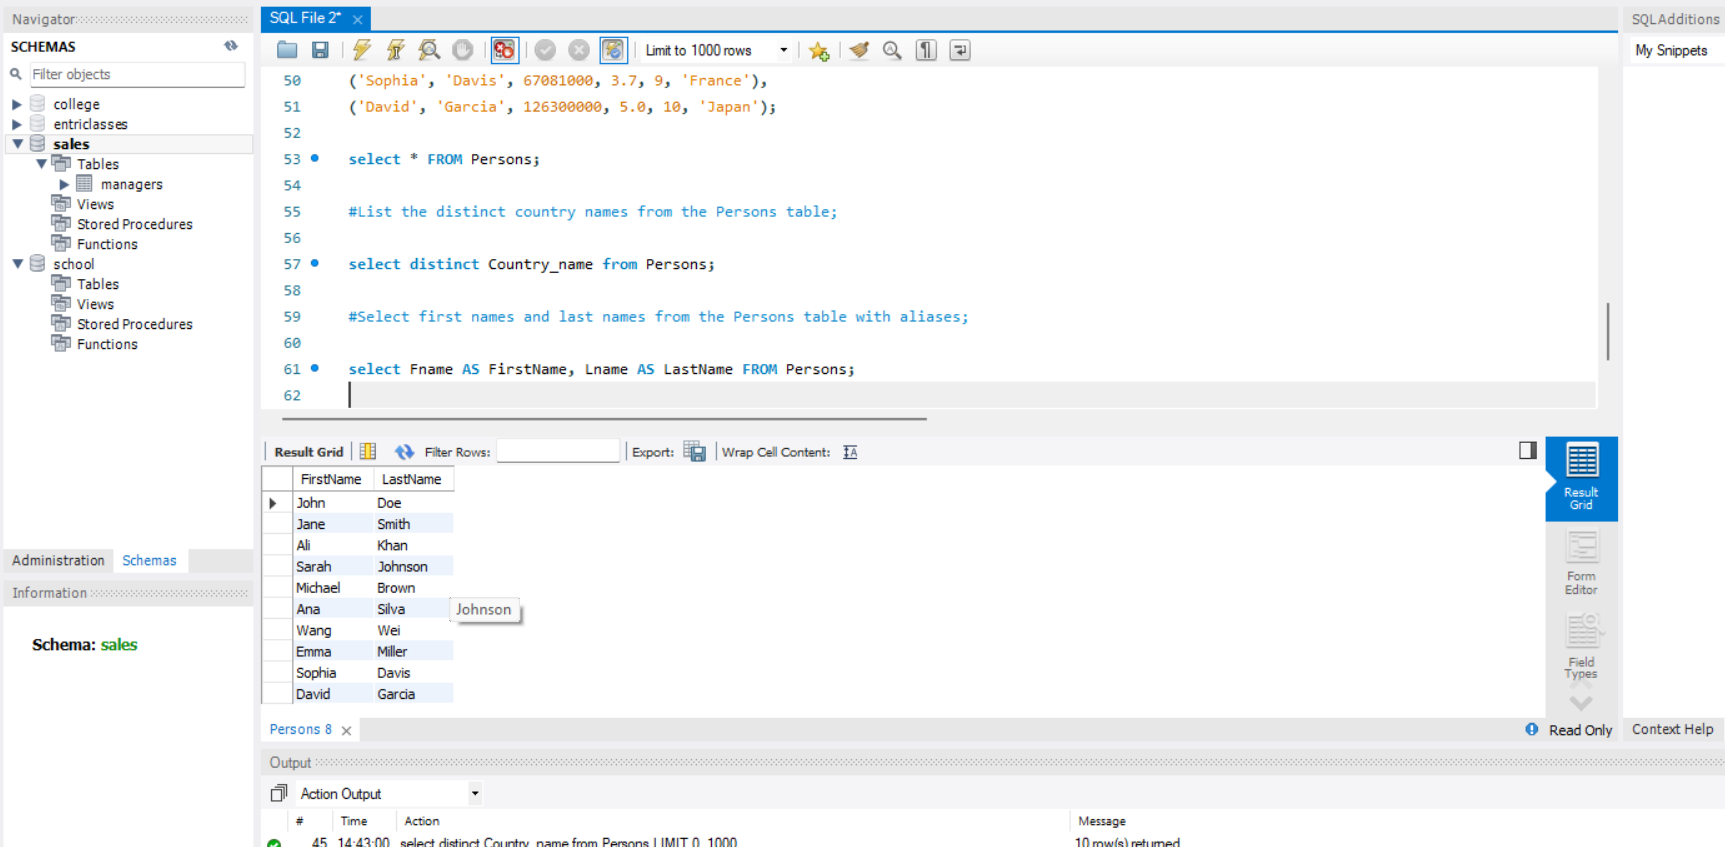 Navigator
SCHEMAS
Filter objects
college
entriclasses
sales
Tables
managers
Views
Stored Procedures
Functions
school
Tables
Views
Stored Procedures
Functions
Administration
Schemas
Information
Schema: sales
SQL File 2*
Limit to 1000 rows
50 ('Sophia', 'Davis', 67081000, 3.7, 9, 'France'),
51 ('David', 'Garcia', 126300000, 5.0, 10, 'Japan');
52
53 select * FROM Persons;
54
55 #List the distinct country names from the Persons table;
56
57 select distinct Country_name from Persons;
58
59 #Select first names and last names from the Persons table with aliases;
60
61 select Fname AS FirstName, Lname AS LastName FROM Persons;
62
Result Grid Filter Rows: Export: Wrap Cell Content:
FirstName LastName
John Doe
Jane Smith
Ali Khan
Sarah Johnson
Michael Brown
Ana Silva
Johnson
Wang Wei
Emma Miller
Sophia Davis
David Garcia
Result
Grid
Form
Editor
Field
Types
Persons 8
Read Only
Output
Action Output
# Time Action Message
45 14:43:00 select distinct Country_name from Persons LIMIT 0, 1000 10 row(s) returned
SQLAdditions
My Snippets
Context Help